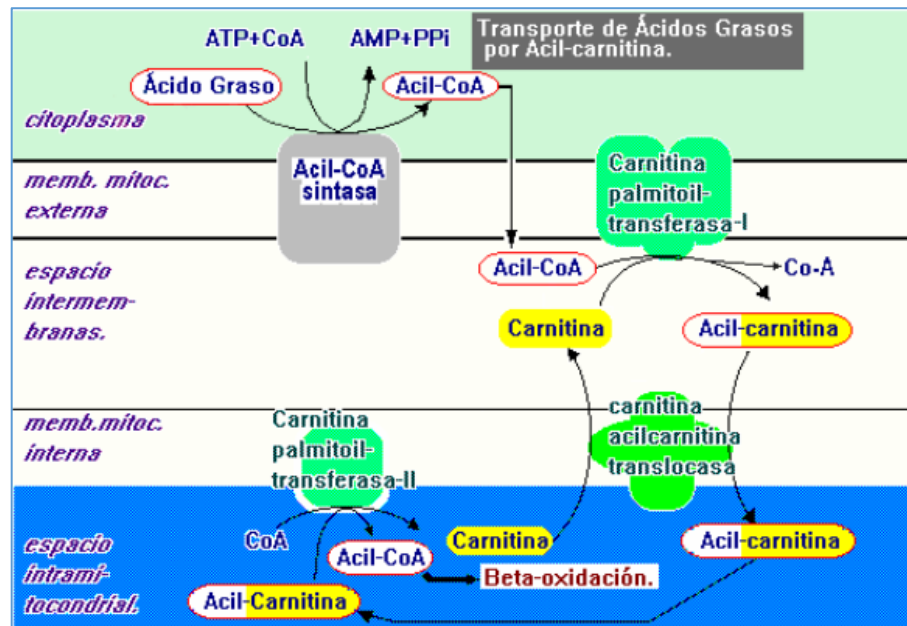 ATP+CoA
AMP+PPi
Transporte de Ácidos Grasos
por Acil-carnitina.
Ácido Graso
Acil-CoA
citoplasma
Acil-CoA
sintasa
Carnitina
palmitoil-
transferasa-I
memb. mitoc.
externa
espacio
intermem-
branas.
Acil-CoA
Co-A
Carnitina
Acil-carnitina
memb.mitoc.
interna
Carnitina
palmitoil-
transferasa-II
carnitina
acilcarnitina
translocasa
espacio
intrami-
tocondrial.
CoA
Acil-CoA
Carnitina
Acil-carnitina
Beta-oxidación.
Acil-Carnitina